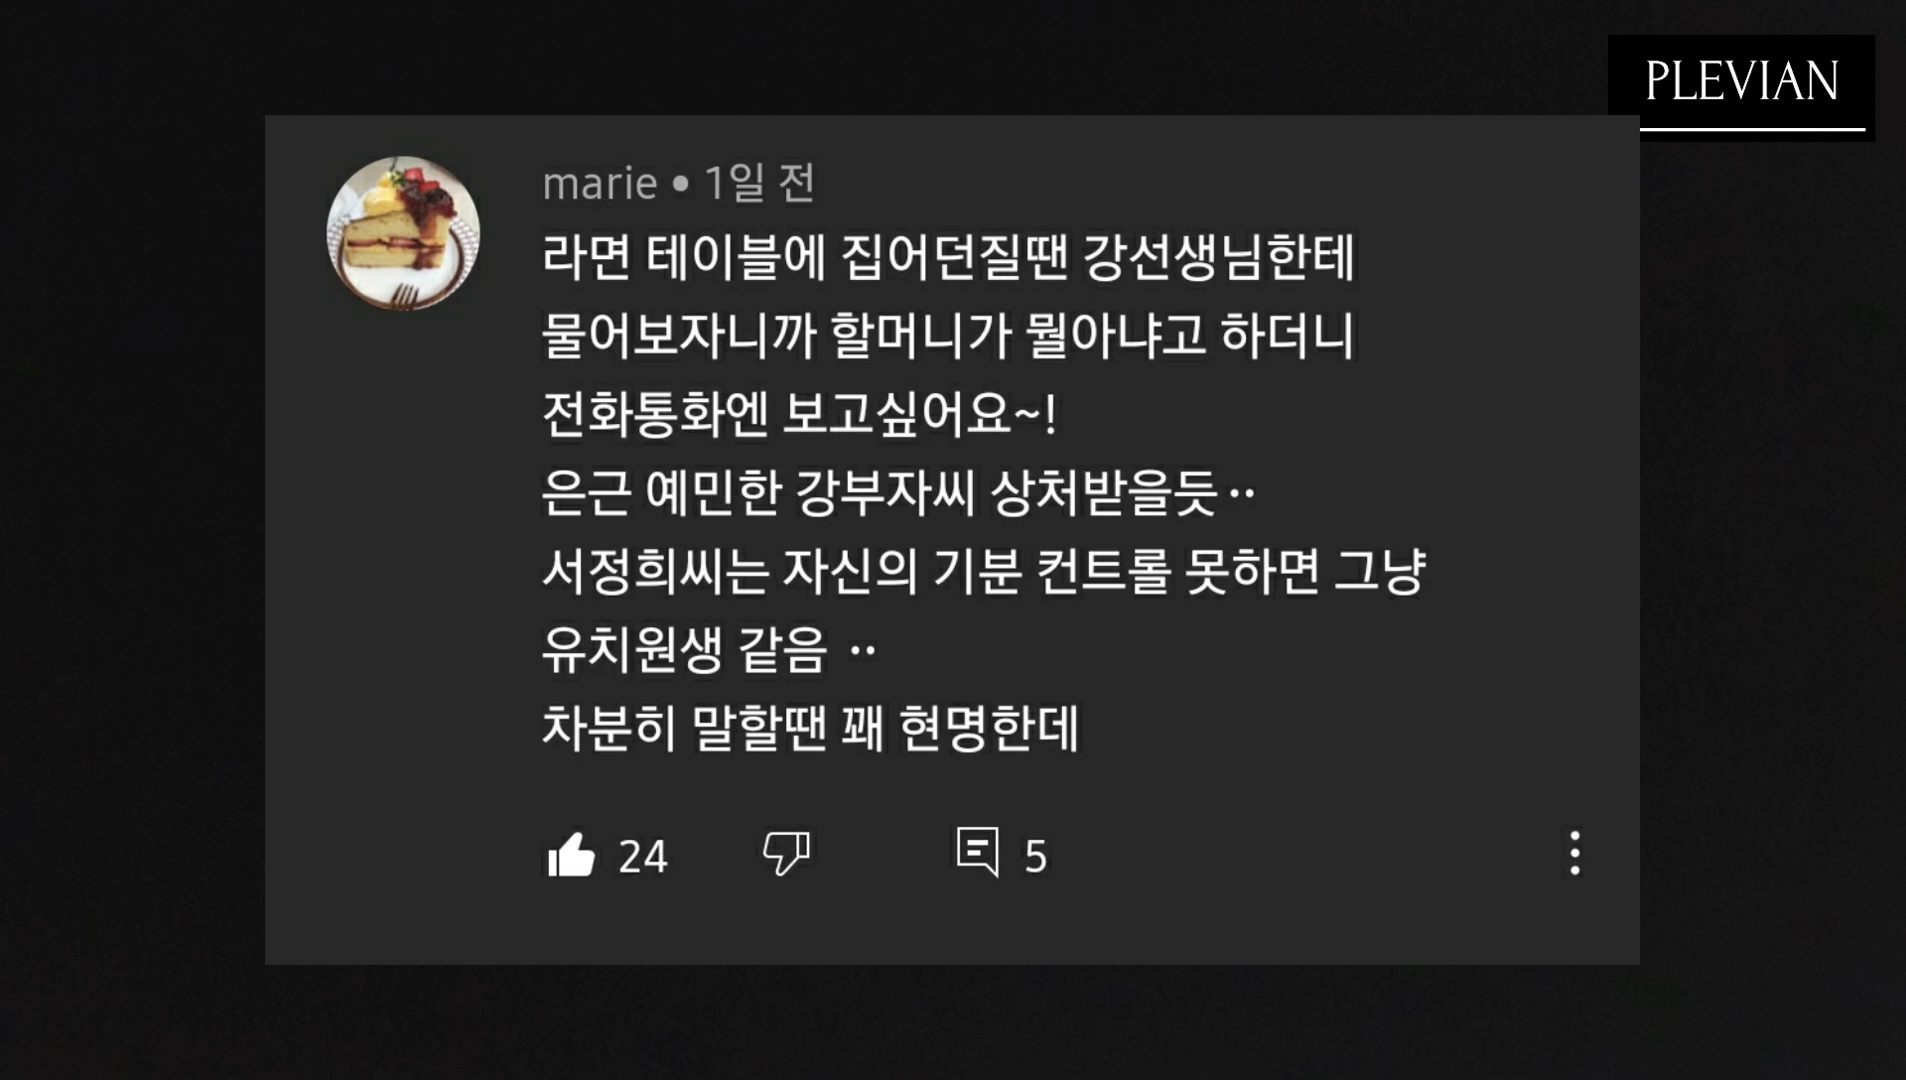 PLEVIAN
marie • 1일 전
라면 테이블에 집어던질땐 강선생님한테
물어보자니까 할머니가 뭘아냐고 하더니
전화통화엔 보고싶어요~!
은근 예민한 강부자씨 상처받을듯··
서정희씨는 자신의 기분 컨트롤 못하면 그냥
유치원생 같음 ··
차분히 말할땐 꽤 현명한데
24 5